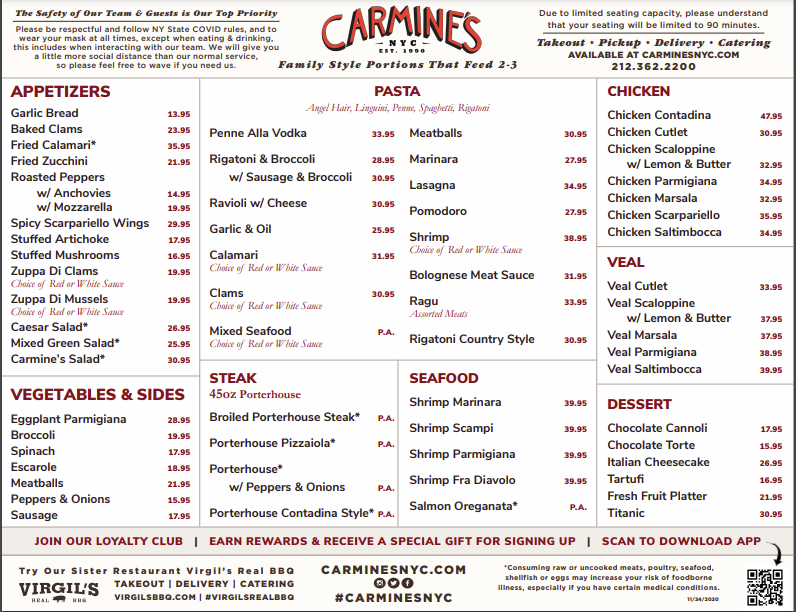 The Safety of Our Team & Guests is Our Top Priority
Please be respectful and follow NY State COVID rules, and to
wear your mask at all times, except when eating & drinking,
this includes when interacting with our team. We will give you
a little more social distance than our normal service,
so please feel free to wave if you need us.
CARMINE'S
NYC
EST. 1990
Family Style Portions That Feed 2-3
Due to limited seating capacity, please understand
that your seating will be limited to 90 minutes.
Takeout • Pickup • Delivery • Catering
AVAILABLE AT CARMINESNYC.COM
212.362.2200
APPETIZERS
Garlic Bread 13.95
Baked Clams 23.95
Fried Calamari* 35.95
Fried Zucchini 21.95
Roasted Peppers
w/ Anchovies 14.95
w/ Mozzarella 19.95
Spicy Scarpariello Wings 29.95
Stuffed Artichoke 17.95
Stuffed Mushrooms 16.95
Zuppa Di Clams 19.95
Choice of Red or White Sauce
Zuppa Di Mussels 19.95
Choice of Red or White Sauce
Caesar Salad* 26.95
Mixed Green Salad* 25.95
Carmine's Salad* 30.95
VEGETABLES & SIDES
Eggplant Parmigiana 28.95
Broccoli 19.95
Spinach 17.95
Escarole 18.95
Meatballs 21.95
Peppers & Onions 15.95
Sausage 17.95
PASTA
Angel Hair, Linguini, Penne, Spaghetti, Rigatoni
Penne Alla Vodka 33.95
Rigatoni & Broccoli 28.95
w/ Sausage & Broccoli 30.95
Ravioli w/ Cheese 30.95
Garlic & Oil 25.95
Calamari 31.95
Choice of Red or White Sauce
Clams 30.95
Choice of Red or White Sauce
Mixed Seafood P.A.
Choice of Red or White Sauce
Meatballs 30.95
Marinara 27.95
Lasagna 34.95
Pomodoro 27.95
Shrimp 38.95
Choice of Red or White Sauce
Bolognese Meat Sauce 31.95
Ragu 33.95
Assorted Meats
Rigatoni Country Style 30.95
STEAK
45oz Porterhouse
Broiled Porterhouse Steak* P.A.
Porterhouse Pizzaiola* P.A.
Porterhouse*
w/ Peppers & Onions P.A.
Porterhouse Contadina Style* P.A.
SEAFOOD
Shrimp Marinara 39.95
Shrimp Scampi 39.95
Shrimp Parmigiana 39.95
Shrimp Fra Diavolo 39.95
Salmon Oreganata* P.A.
CHICKEN
Chicken Contadina 47.95
Chicken Cutlet 30.95
Chicken Scaloppine
w/ Lemon & Butter 32.95
Chicken Parmigiana 34.95
Chicken Marsala 32.95
Chicken Scarpariello 35.95
Chicken Saltimbocca 34.95
VEAL
Veal Cutlet 33.95
Veal Scaloppine
w/ Lemon & Butter 37.95
Veal Marsala 37.95
Veal Parmigiana 38.95
Veal Saltimbocca 39.95
DESSERT
Chocolate Cannoli 17.95
Chocolate Torte 15.95
Italian Cheesecake 26.95
Tartufi 16.95
Fresh Fruit Platter 21.95
Titanic 30.95
JOIN OUR LOYALTY CLUB | EARN REWARDS & RECEIVE A SPECIAL GIFT FOR SIGNING UP | SCAN TO DOWNLOAD APP
Try Our Sister Restaurant Virgil's Real BBQ
VIRGIL'S
REAL BBQ
TAKEOUT | DELIVERY | CATERING
VIRGILSBBQ.COM | #VIRGILSREALBBQ
CARMINESNYC.COM
#CARMINESNYC
*Consuming raw or uncooked meats, poultry, seafood,
shellfish or eggs may increase your risk of foodborne
illness, especially if you have certain medical conditions.
11/24/2020